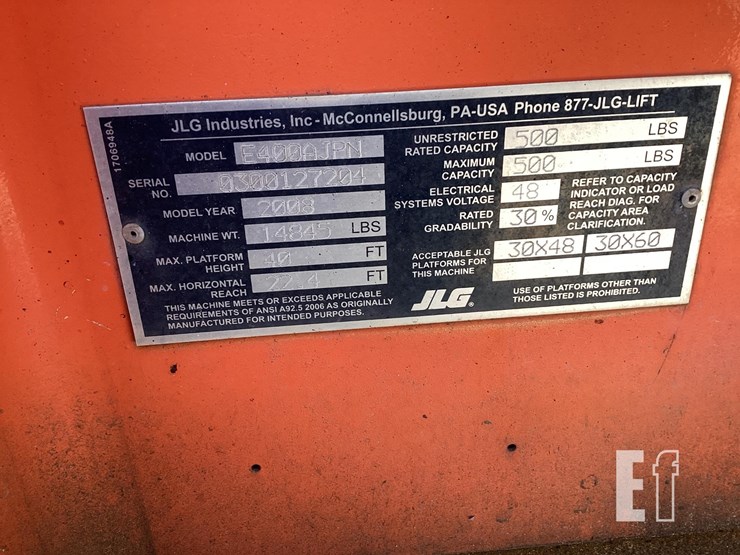 1706948A
JLG Industries, Inc - McConnellsburg, PA-USA Phone 877-JLG-LIFT
MODEL E400AJPN
SERIAL NO. 0300127204
MODEL YEAR 2008
MACHINE WT. 14845 LBS
MAX. PLATFORM HEIGHT 40 FT
MAX. HORIZONTAL REACH 22.4 FT
THIS MACHINE MEETS OR EXCEEDS APPLICABLE
REQUIREMENTS OF ANSI A92.5 2006 AS ORIGINALLY
MANUFACTURED FOR INTENDED PURPOSES.
UNRESTRICTED RATED CAPACITY 500 LBS
MAXIMUM CAPACITY 500 LBS
ELECTRICAL SYSTEMS VOLTAGE 48
RATED GRADABILITY 30 %
REFER TO CAPACITY
INDICATOR OR LOAD
REACH DIAG. FOR
CAPACITY AREA
CLARIFICATION.
ACCEPTABLE JLG
PLATFORMS FOR
THIS MACHINE
30X48 30X60
JLG®
USE OF PLATFORMS OTHER THAN
THOSE LISTED IS PROHIBITED.
Ef